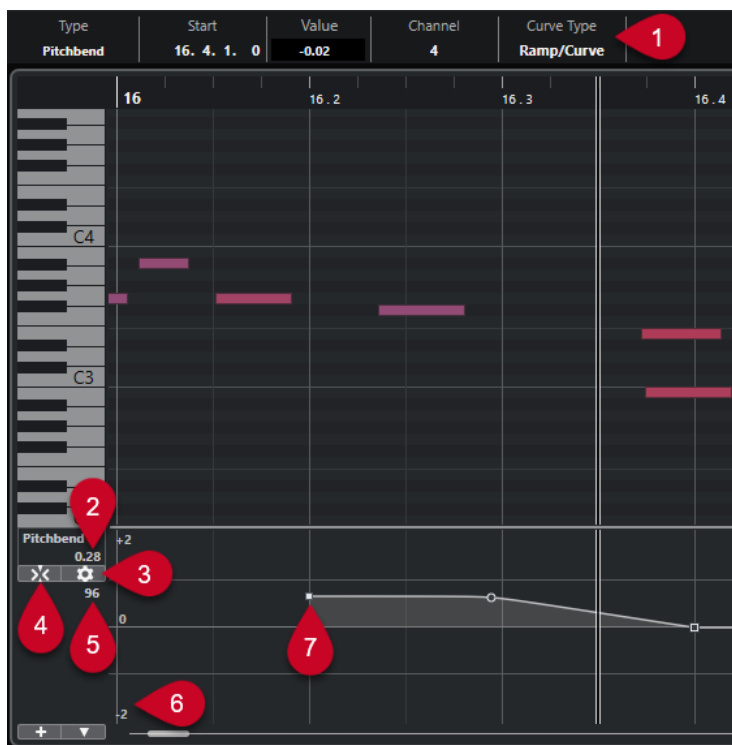 Type Start Value Channel Curve Type
Pitchbend 16. 4. 1. 0 -0.02 4 Ramp/Curve
1
16 16.2 16.3 16.4
C4
C3
2
Pitchbend +2
0.28
3
96
0
4 5 7
6
-2
+